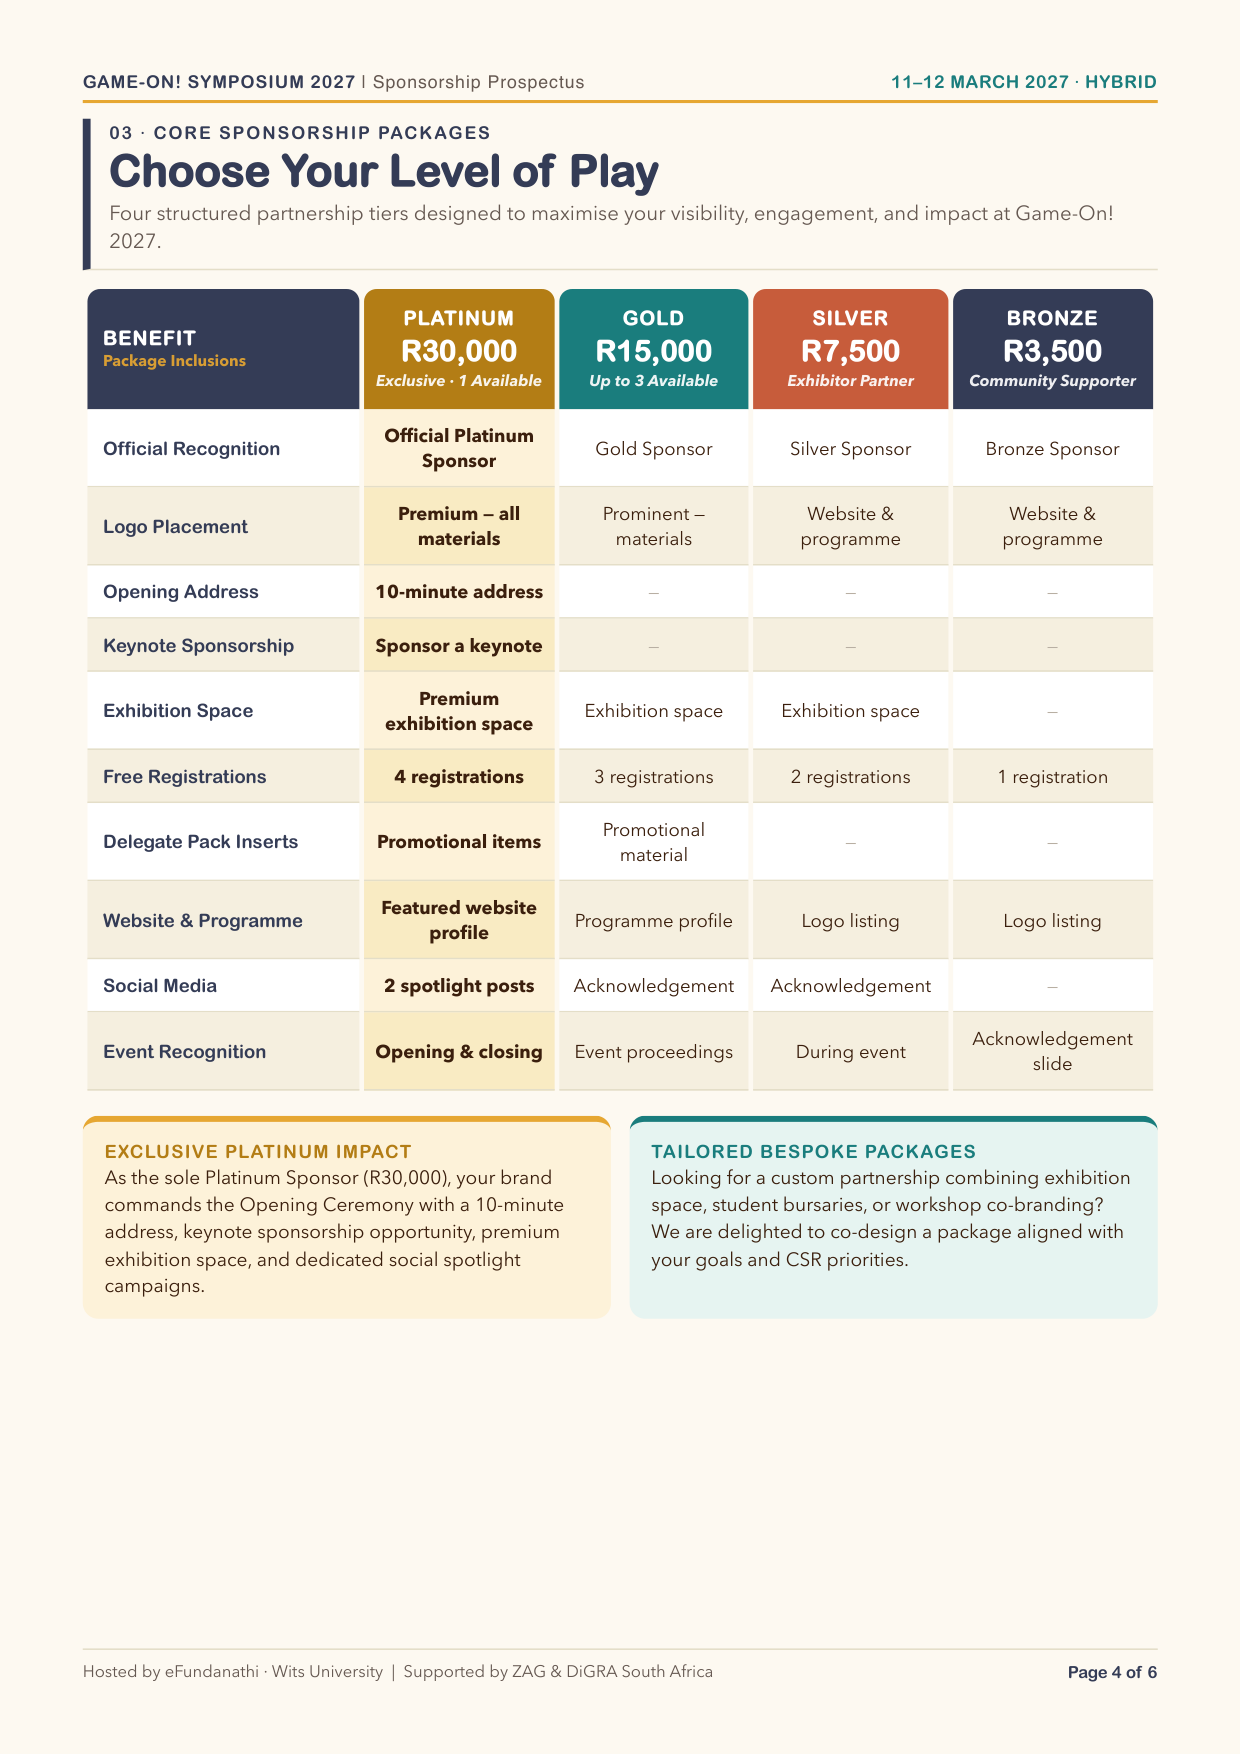 GAME-ON! SYMPOSIUM 2027 | Sponsorship Prospectus
11–12 MARCH 2027 · HYBRID
03 · CORE SPONSORSHIP PACKAGES
Choose Your Level of Play
Four structured partnership tiers designed to maximise your visibility, engagement, and impact at Game-On!
2027.
BENEFIT
Package Inclusions
PLATINUM
R30,000
Exclusive · 1 Available
GOLD
R15,000
Up to 3 Available
SILVER
R7,500
Exhibitor Partner
BRONZE
R3,500
Community Supporter
Official Recognition
Official Platinum
Sponsor
Gold Sponsor
Silver Sponsor
Bronze Sponsor
Logo Placement
Premium – all
materials
Prominent –
materials
Website &
programme
Website &
programme
Opening Address
10-minute address
–
–
–
Keynote Sponsorship
Sponsor a keynote
–
–
–
Exhibition Space
Premium
exhibition space
Exhibition space
Exhibition space
–
Free Registrations
4 registrations
3 registrations
2 registrations
1 registration
Delegate Pack Inserts
Promotional items
Promotional
material
–
–
Website & Programme
Featured website
profile
Programme profile
Logo listing
Logo listing
Social Media
2 spotlight posts
Acknowledgement
Acknowledgement
–
Event Recognition
Opening & closing
Event proceedings
During event
Acknowledgement
slide
EXCLUSIVE PLATINUM IMPACT
As the sole Platinum Sponsor (R30,000), your brand
commands the Opening Ceremony with a 10-minute
address, keynote sponsorship opportunity, premium
exhibition space, and dedicated social spotlight
campaigns.
TAILORED BESPOKE PACKAGES
Looking for a custom partnership combining exhibition
space, student bursaries, or workshop co-branding?
We are delighted to co-design a package aligned with
your goals and CSR priorities.
Hosted by eFundanathi · Wits University | Supported by ZAG & DiGRA South Africa
Page 4 of 6